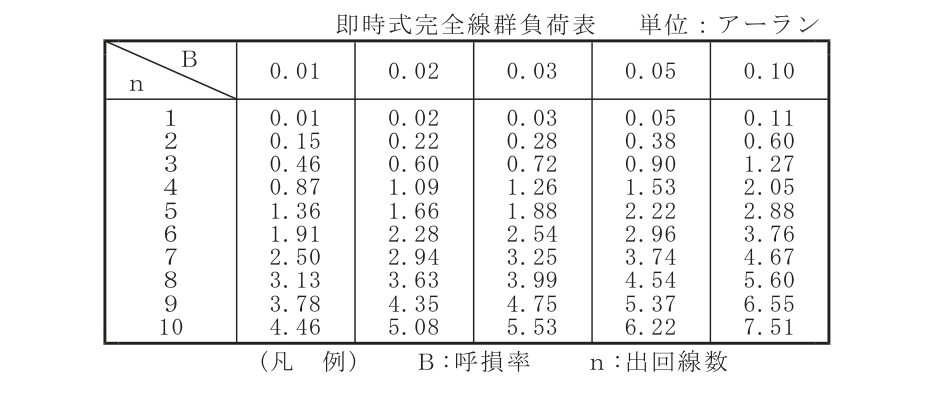 即時式完全線群負荷表　単位：アーラン
B
n 0.01 0.02 0.03 0.05 0.10
1 0.01 0.02 0.03 0.05 0.11
2 0.15 0.22 0.28 0.38 0.60
3 0.46 0.60 0.72 0.90 1.27
4 0.87 1.09 1.26 1.53 2.05
5 1.36 1.66 1.88 2.22 2.88
6 1.91 2.28 2.54 2.96 3.76
7 2.50 2.94 3.25 3.74 4.67
8 3.13 3.63 3.99 4.54 5.60
9 3.78 4.35 4.75 5.37 6.55
10 4.46 5.08 5.53 6.22 7.51
（凡　例）　B：呼損率　n：出回線数